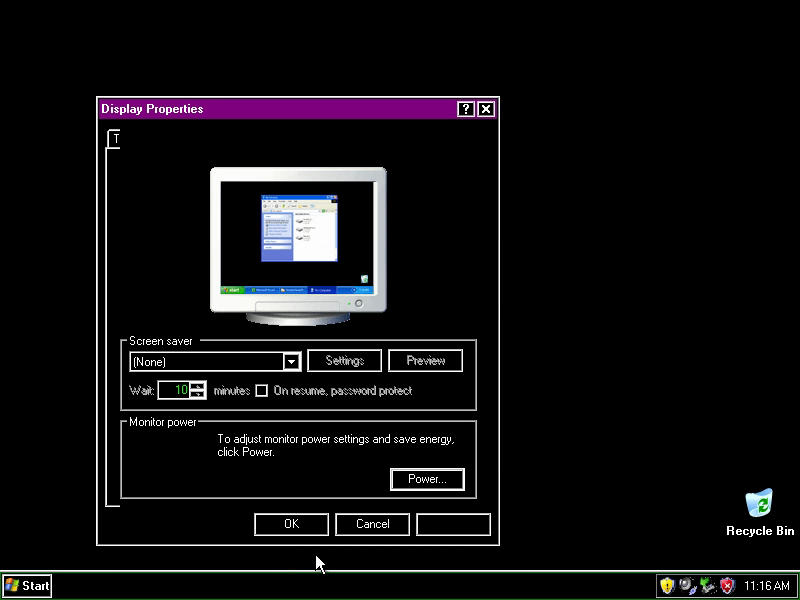 Display Properties
T
Screen saver
(None)
Settings
Preview
Wait:
10
minutes
On resume, password protect
Monitor power
To adjust monitor power settings and save energy,
click Power.
Power...
OK
Cancel
Recycle Bin
Start
11:16 AM